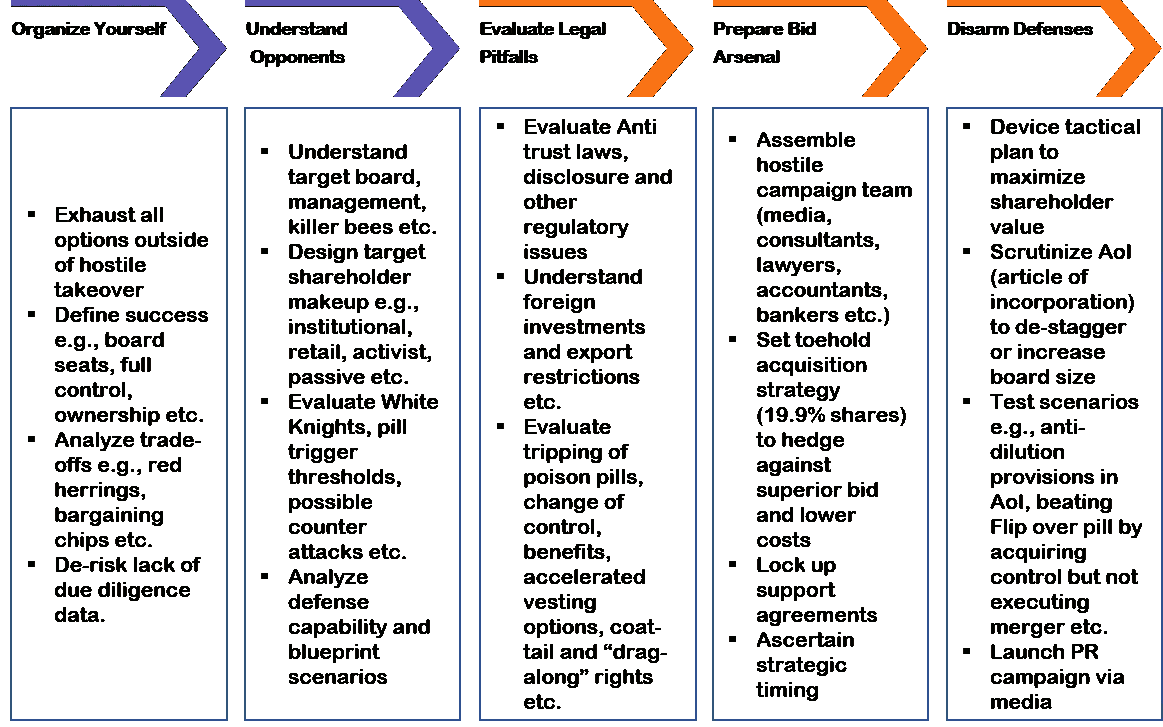 Organize Yourself
Understand
Opponents
Evaluate Legal
Pitfalls
Prepare Bid
Arsenal
Disarm Defenses
▪ Exhaust all
options outside
of hostile
takeover
▪ Define success
e.g., board
seats, full
control,
ownership etc.
▪ Analyze trade-
offs e.g., red
herrings,
bargaining
chips etc.
▪ De-risk lack of
due diligence
data.
▪ Understand
target board,
management,
killer bees etc.
▪ Design target
shareholder
makeup e.g.,
institutional,
retail, activist,
passive etc.
▪ Evaluate White
Knights, pill
trigger
thresholds,
possible
counter
attacks etc.
▪ Analyze
defense
capability and
blueprint
scenarios
▪ Evaluate Anti
trust laws,
disclosure and
other
regulatory
issues
▪ Understand
foreign
investments
and export
restrictions
etc.
▪ Evaluate
tripping of
poison pills,
change of
control,
benefits,
accelerated
vesting
options, coat-
tail and “drag-
along” rights
etc.
▪ Assemble
hostile
campaign team
(media,
consultants,
lawyers,
accountants,
bankers etc.)
▪ Set toehold
acquisition
strategy
(19.9% shares)
to hedge
against
superior bid
and lower
costs
▪ Lock up
support
agreements
▪ Ascertain
strategic
timing
▪ Device tactical
plan to
maximize
shareholder
value
▪ Scrutinize AoI
(article of
incorporation)
to de-stagger
or increase
board size
▪ Test scenarios
e.g., anti-
dilution
provisions in
AoI, beating
Flip over pill by
acquiring
control but not
executing
merger etc.
▪ Launch PR
campaign via
media